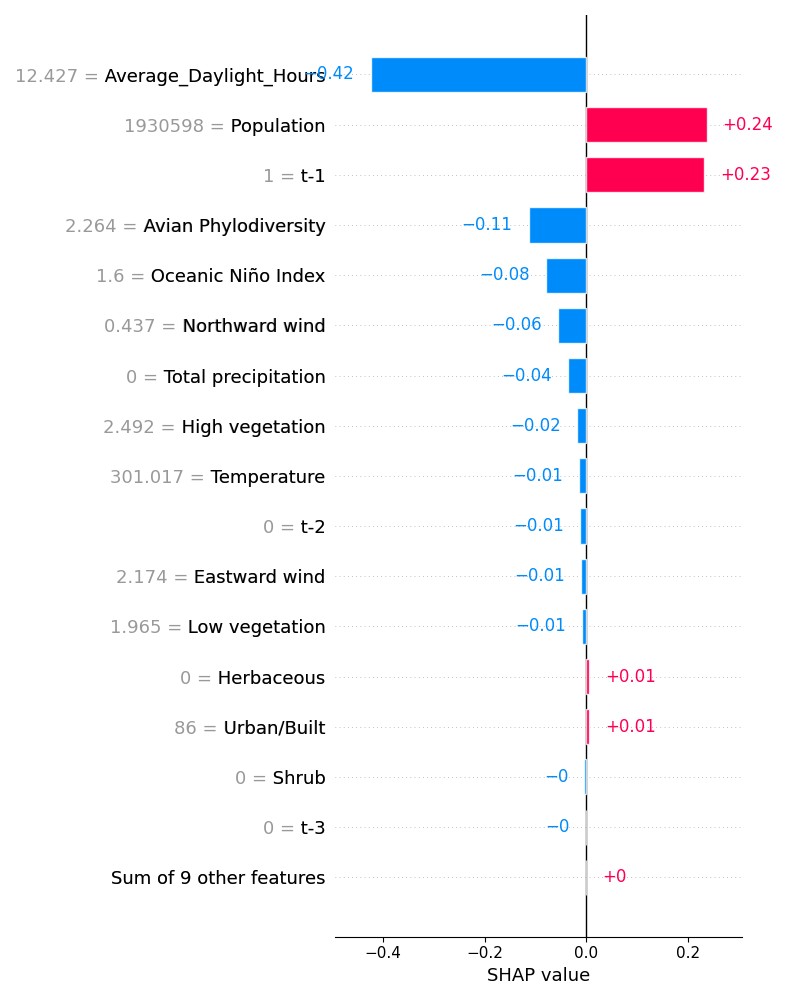 12.427 = Average_Daylight_Hours −0.42
1930598 = Population +0.24
1 = t-1 +0.23
2.264 = Avian Phylodiversity −0.11
1.6 = Oceanic Niño Index −0.08
0.437 = Northward wind −0.06
0 = Total precipitation −0.04
2.492 = High vegetation −0.02
301.017 = Temperature −0.01
0 = t-2 −0.01
2.174 = Eastward wind −0.01
1.965 = Low vegetation −0.01
0 = Herbaceous +0.01
86 = Urban/Built +0.01
0 = Shrub −0
0 = t-3 −0
Sum of 9 other features +0
−0.4 −0.2 0.0 0.2
SHAP value